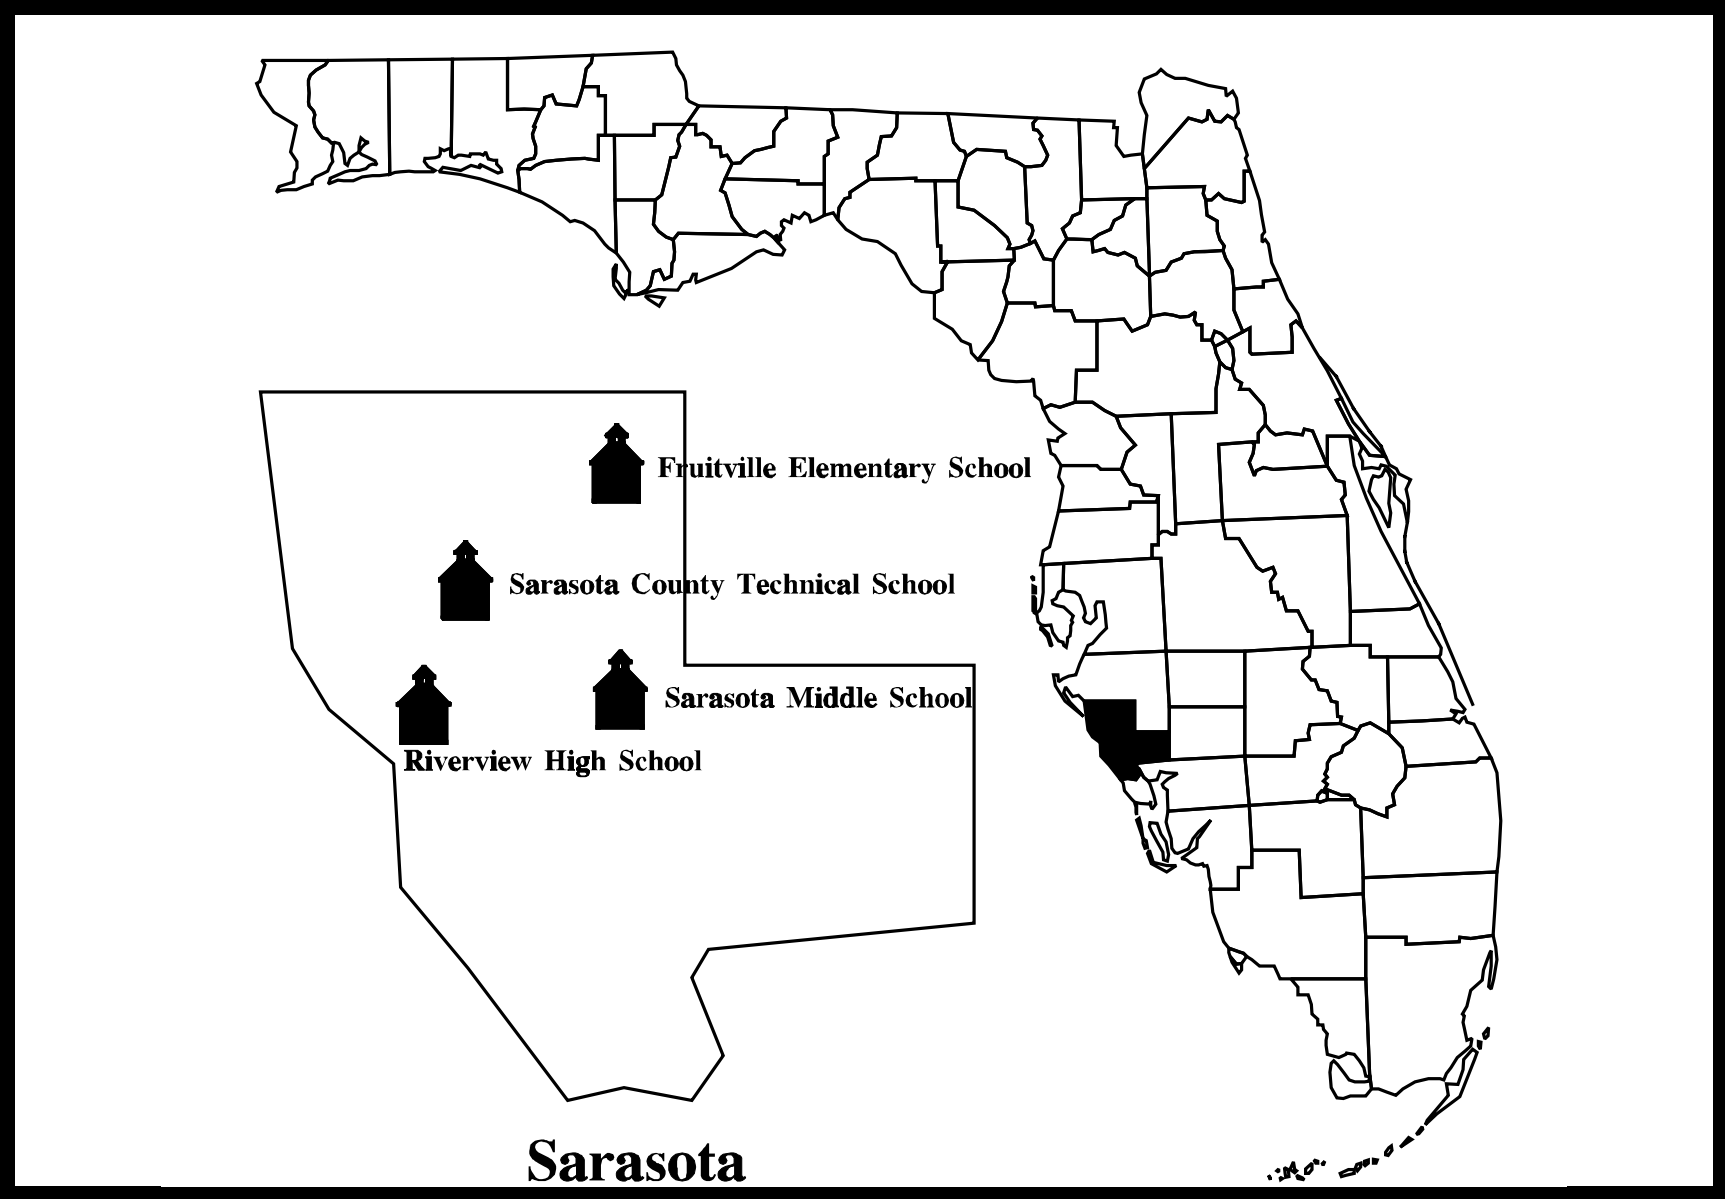 Fruitville Elementary School
Sarasota County Technical School
Sarasota Middle School
Riverview High School
Sarasota